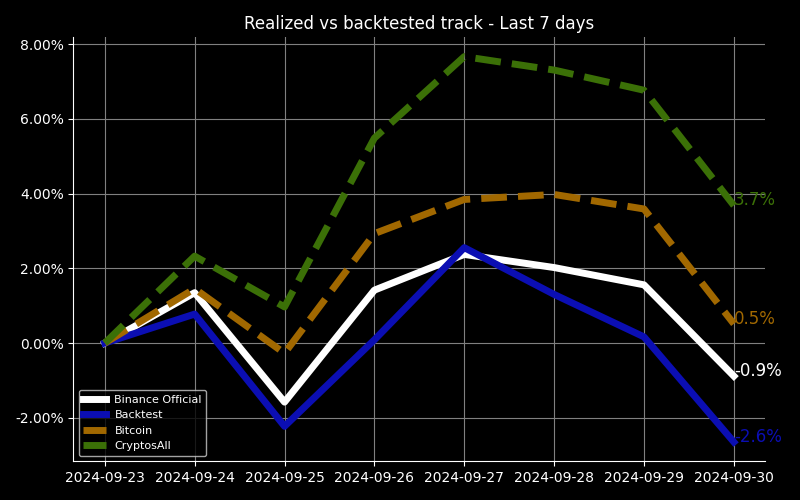 Realized vs backtested track - Last 7 days
8.00%
6.00%
4.00%
2.00%
0.00%
-2.00%
3.7%
0.5%
-0.9%
-2.6%
Binance Official
Backtest
Bitcoin
CryptosAll
2024-09-23 2024-09-24 2024-09-25 2024-09-26 2024-09-27 2024-09-28 2024-09-29 2024-09-30